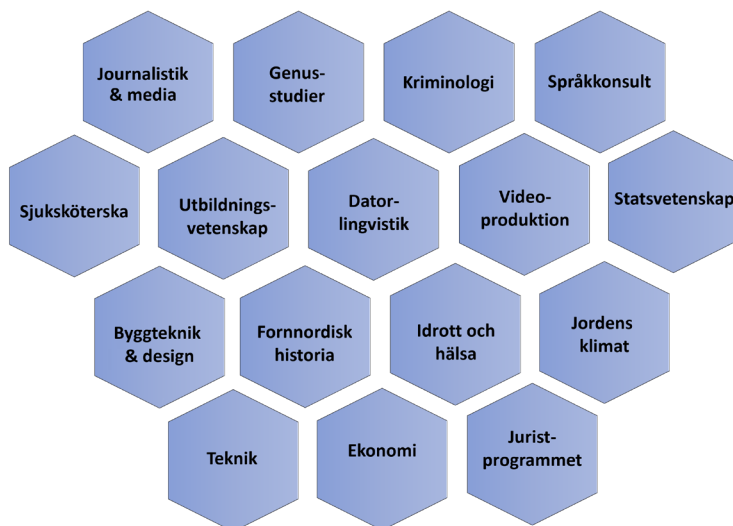 Journalistik
& media
Genus-
studier
Kriminologi
Språkkonsult
Sjuksköterska
Utbildnings-
vetenskap
Dator-
lingvistik
Video-
produktion
Statsvetenskap
Byggteknik
& design
Fornnordisk
historia
Idrott och
hälsa
Jordens
klimat
Teknik
Ekonomi
Jurist-
programmet